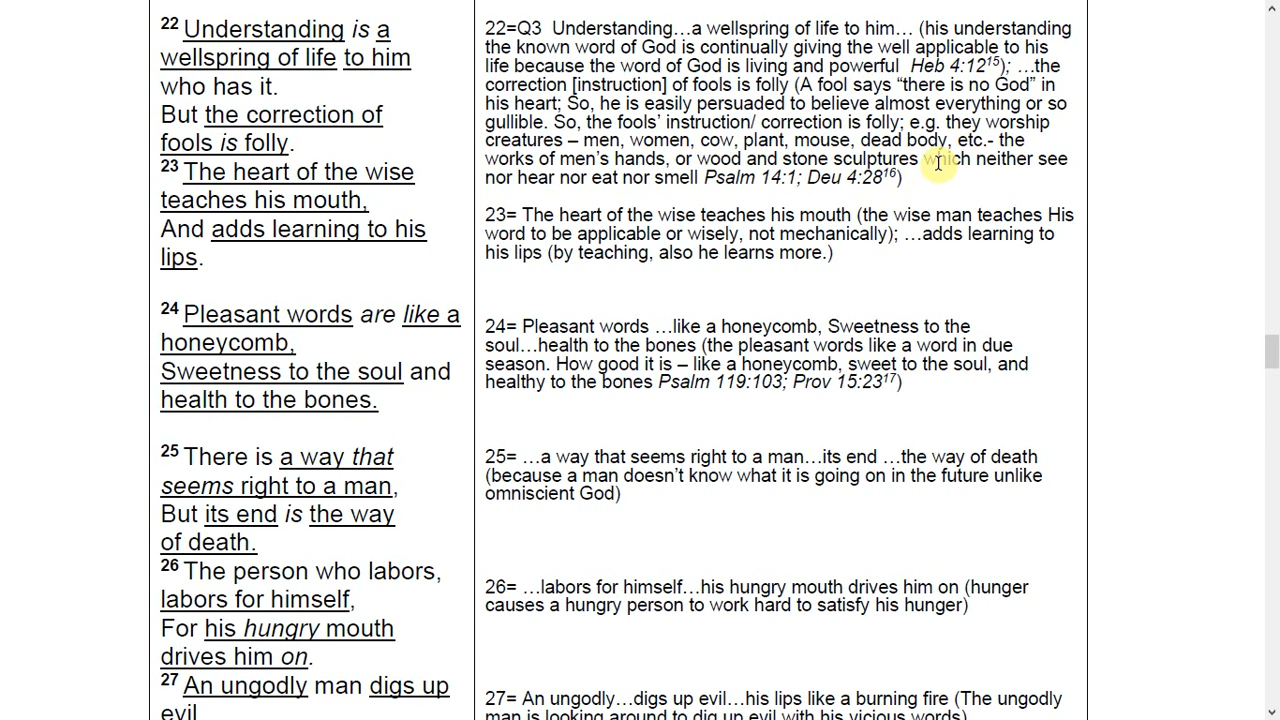 22 Understanding is a
wellspring of life to him
who has it.
But the correction of
fools is folly.
23 The heart of the wise
teaches his mouth,
And adds learning to his
lips.
24 Pleasant words are like a
honeycomb,
Sweetness to the soul and
health to the bones.
25 There is a way that
seems right to a man,
But its end is the way
of death.
26 The person who labors,
labors for himself,
For his hungry mouth
drives him on.
27 An ungodly man digs up
evil
22=Q3 Understanding…a wellspring of life to him… (his understanding
the known word of God is continually giving the well applicable to his
life because the word of God is living and powerful Heb 4:1215); …the
correction [instruction] of fools is folly (A fool says “there is no God” in
his heart; So, he is easily persuaded to believe almost everything or so
gullible. So, the fools’ instruction/ correction is folly; e.g. they worship
creatures – men, women, cow, plant, mouse, dead body, etc.- the
works of men’s hands, or wood and stone sculptures which neither see
nor hear nor eat nor smell Psalm 14:1; Deu 4:2816)
23= The heart of the wise teaches his mouth (the wise man teaches His
word to be applicable or wisely, not mechanically); …adds learning to
his lips (by teaching, also he learns more.)
24= Pleasant words …like a honeycomb, Sweetness to the
soul…health to the bones (the pleasant words like a word in due
season. How good it is – like a honeycomb, sweet to the soul, and
healthy to the bones Psalm 119:103; Prov 15:2317)
25= …a way that seems right to a man…its end …the way of death
(because a man doesn’t know what it is going on in the future unlike
omniscient God)
26= …labors for himself…his hungry mouth drives him on (hunger
causes a hungry person to work hard to satisfy his hunger)
27= An ungodly…digs up evil…his lips like a burning fire (The ungodly
man is looking around to dig up evil with his vicious words)